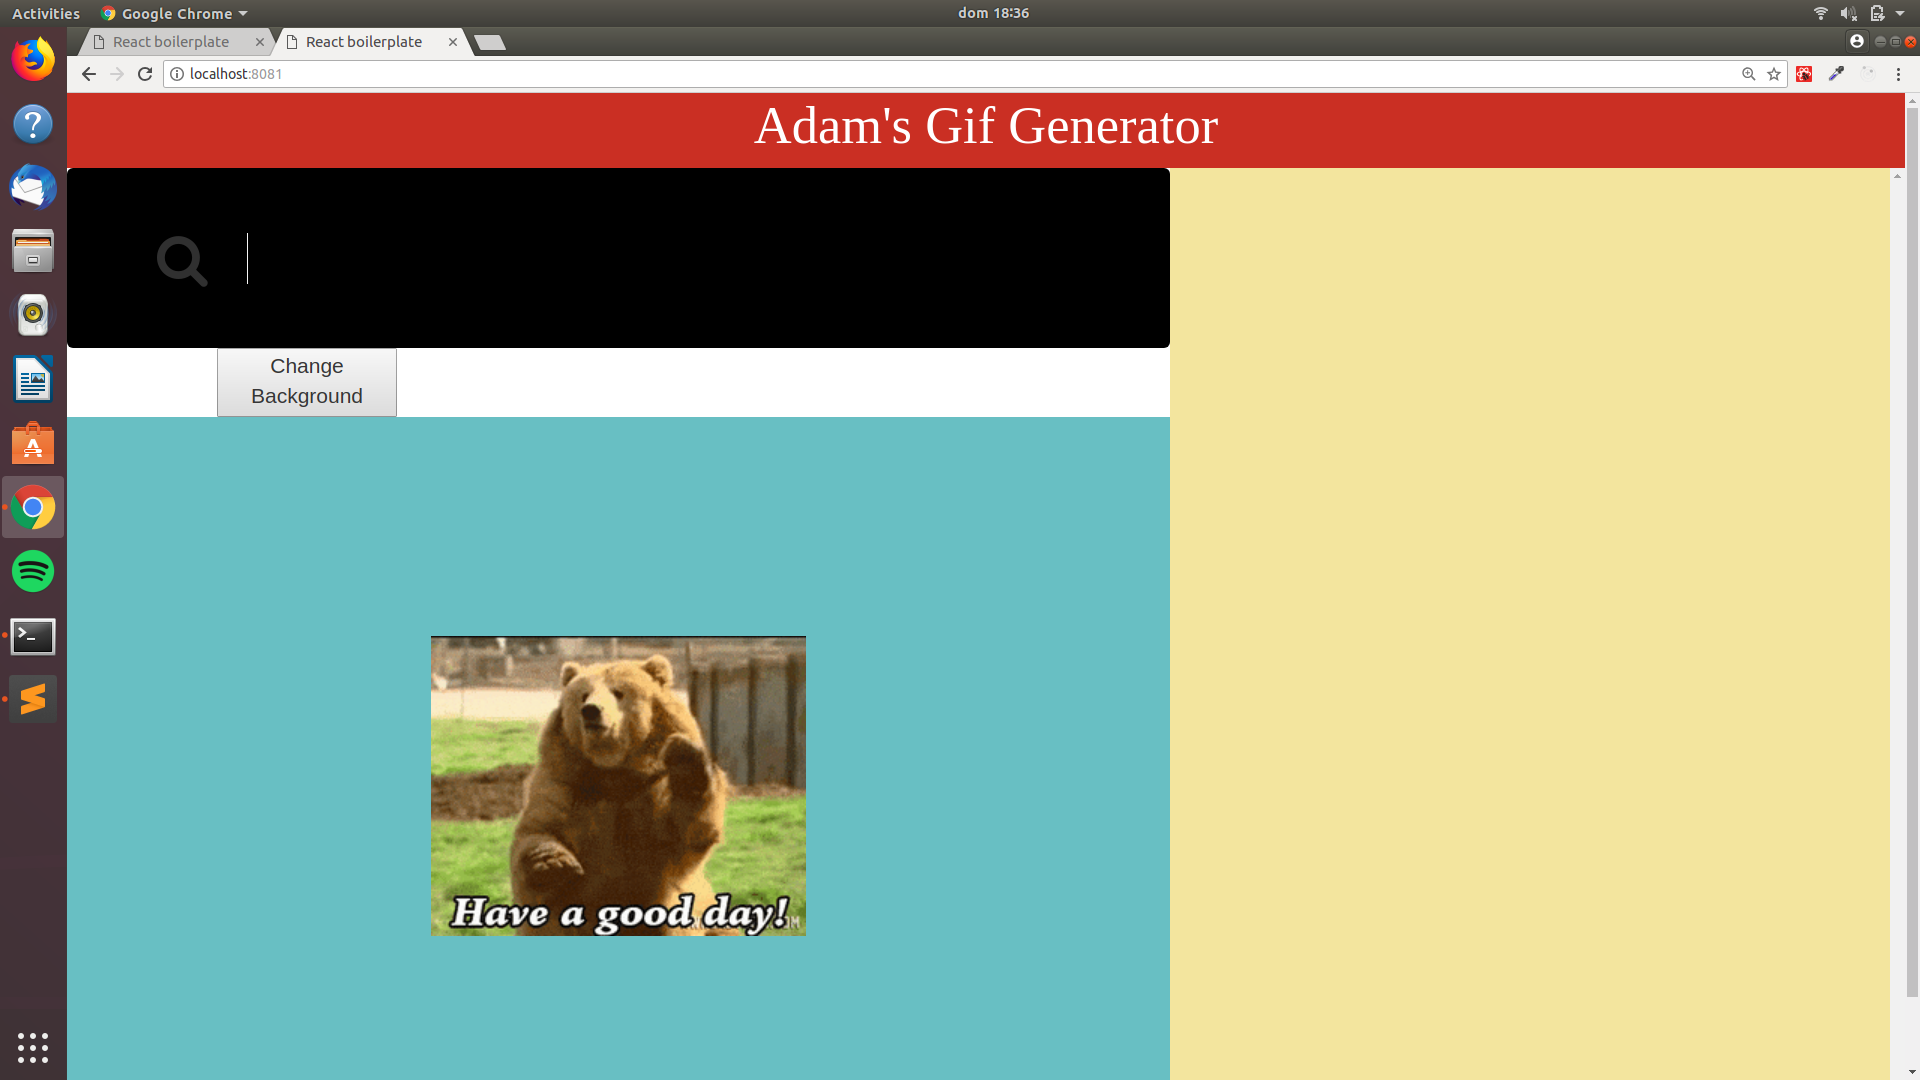 Activities
Google Chrome
dom 18:36
React boilerplate
React boilerplate
localhost:8081
Adam's Gif Generator
Change
Background
Have a good day!